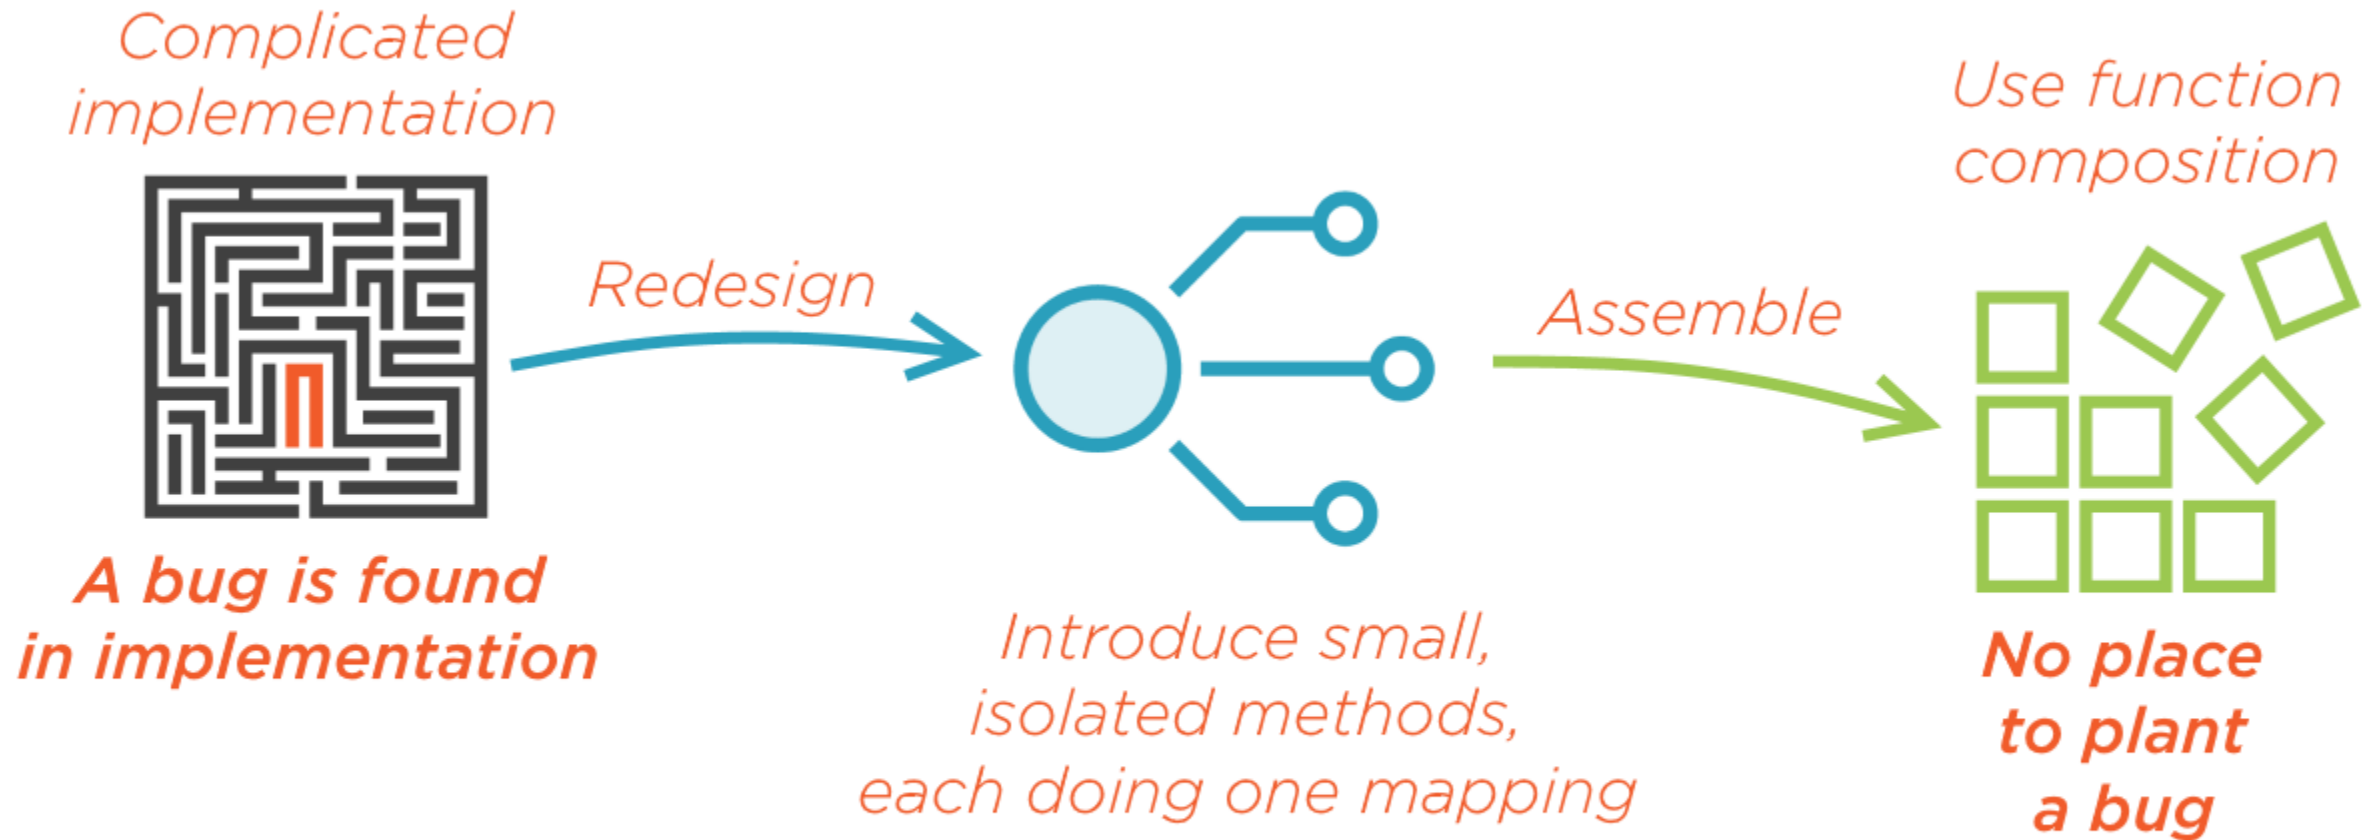 Complicated
implementation
A bug is found
in implementation
Redesign
Introduce small,
isolated methods,
each doing one mapping
Assemble
Use function
composition
No place
to plant
a bug